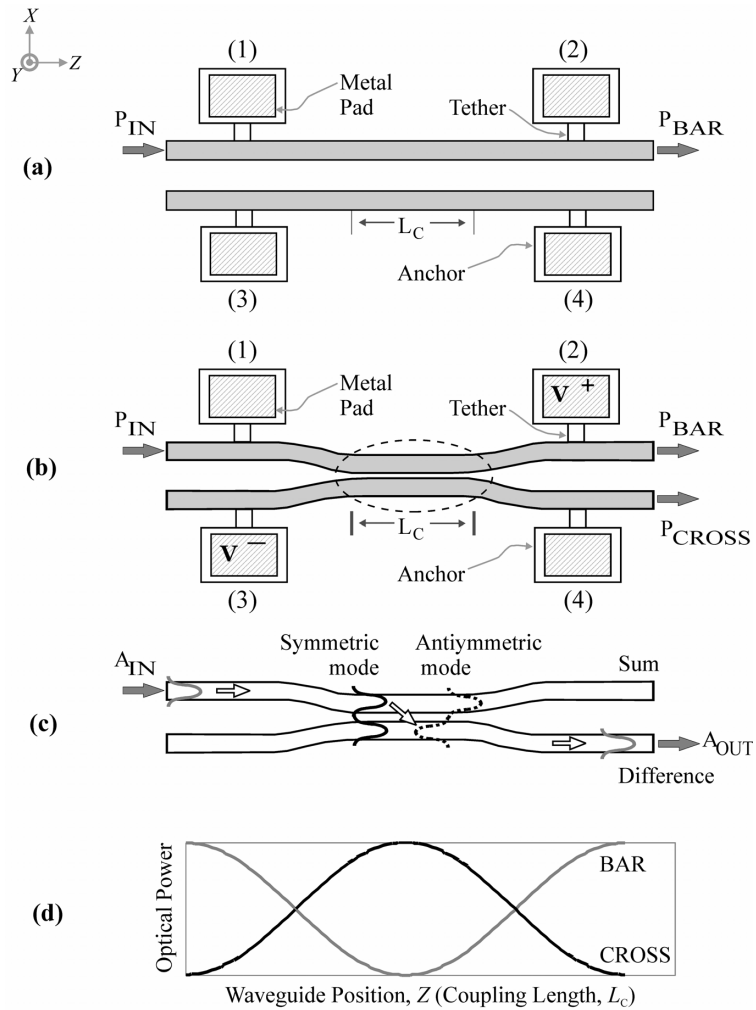 X
Y
Z
(a)
(1)
(2)
Metal
Pad
Tether
P IN
P BAR
L C
Anchor
(3)
(4)
(b)
(1)
(2)
Metal
Pad
V +
Tether
P IN
P BAR
L C
V −
P CROSS
Anchor
(3)
(4)
(c)
Symmetric
mode
Antiymmetric
mode
Sum
A IN
A OUT
Difference
(d)
Optical Power
BAR
CROSS
Waveguide Position, Z (Coupling Length, LC)